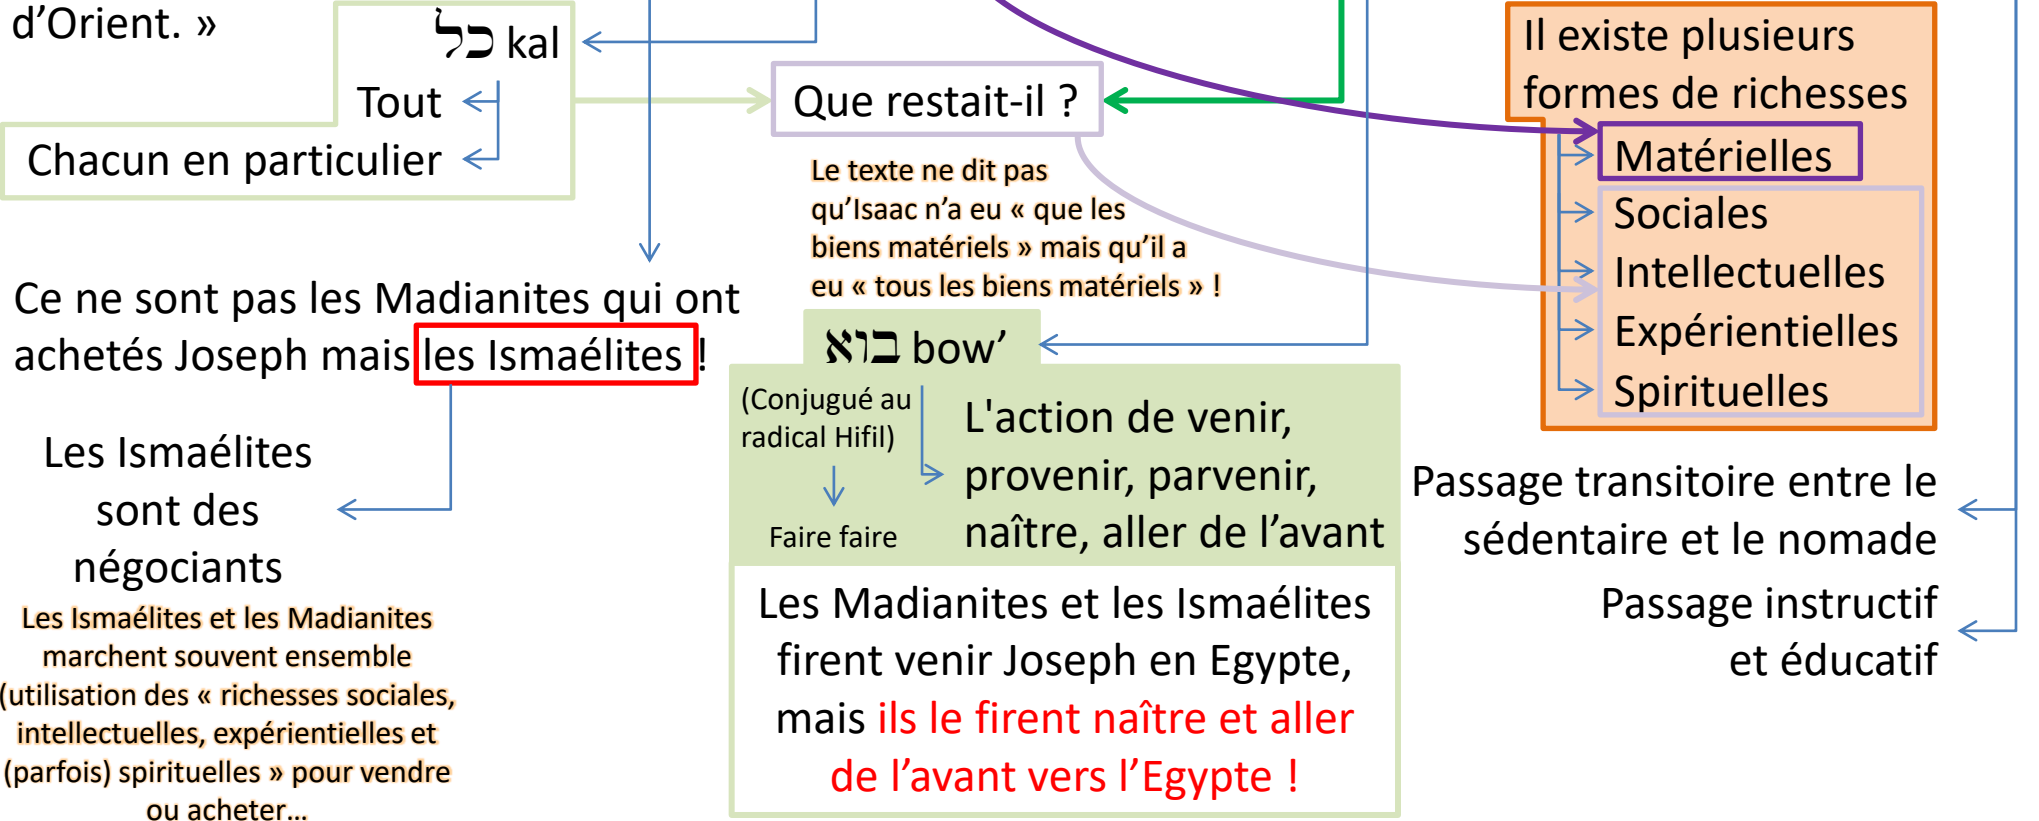 d’Orient. »
כל kal
Tout
Chacun en particulier
Que restait-il ?
Le texte ne dit pas
qu’Isaac n’a eu « que les
biens matériels » mais qu’il a
eu « tous les biens matériels » !
Il existe plusieurs
formes de richesses
Matérielles
Sociales
Intellectuelles
Expérientielles
Spirituelles
Ce ne sont pas les Madianites qui ont
achetés Joseph mais les Ismaélites !
Les Ismaélites
sont des
négociants
Les Ismaélites et les Madianites
marchent souvent ensemble
(utilisation des « richesses sociales,
intellectuelles, expérientielles et
(parfois) spirituelles » pour vendre
ou acheter…
בוא bow’
(Conjugué au
radical Hifil)
Faire faire
L'action de venir,
provenir, parvenir,
naître, aller de l’avant
Les Madianites et les Ismaélites
firent venir Joseph en Egypte,
mais ils le firent naître et aller
de l’avant vers l’Egypte !
Passage transitoire entre le
sédentaire et le nomade
Passage instructif
et éducatif